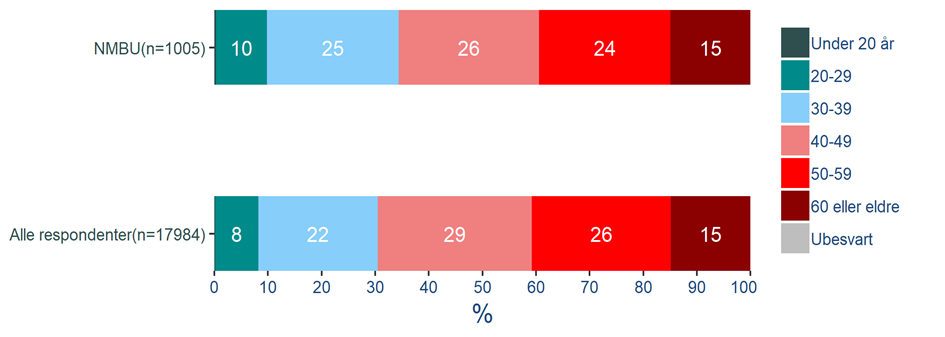 NMBU(n=1005)
10 25 26 24 15
Alle respondenter(n=17984)
8 22 29 26 15
0 10 20 30 40 50 60 70 80 90 100
%
Under 20 år
20-29
30-39
40-49
50-59
60 eller eldre
Ubesvart